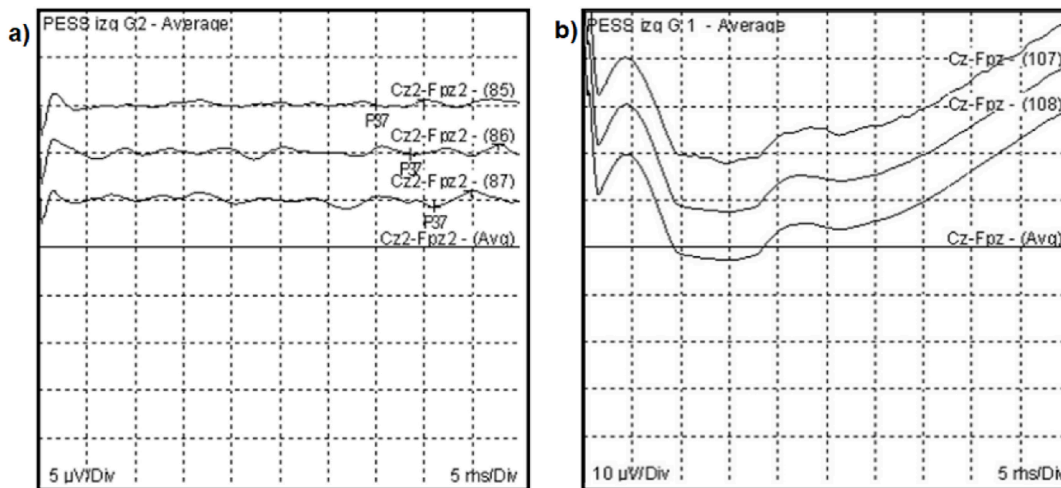 a)
PESS izq G2 - Average
Cz2-Fpz2 - (85)
P37
Cz2-Fpz2 - (86)
P37
Cz2-Fpz2 - (87)
P37
Cz2-Fpz2 - (Avg)
5 µV/Div
5 ms/Div
b)
PESS izq G 1 - Average
Cz-Fpz - (107)
Cz-Fpz - (108)
Cz-Fpz - (Avg)
10 µV/Div
5 ms/Div